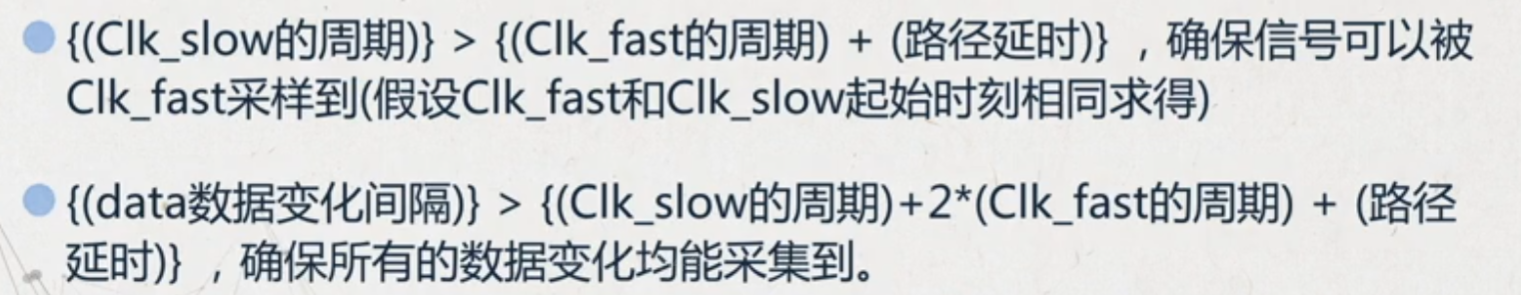 {(Clk_slow的周期)} > {(Clk_fast的周期) + (路径延时)} ，确保信号可以被
Clk_fast采样到(假设Clk_fast和Clk_slow起始时刻相同求得)
{(data数据变化间隔)} > {(Clk_slow的周期)+2*(Clk_fast的周期) + (路径
延时)} ，确保所有的数据变化均能采集到。